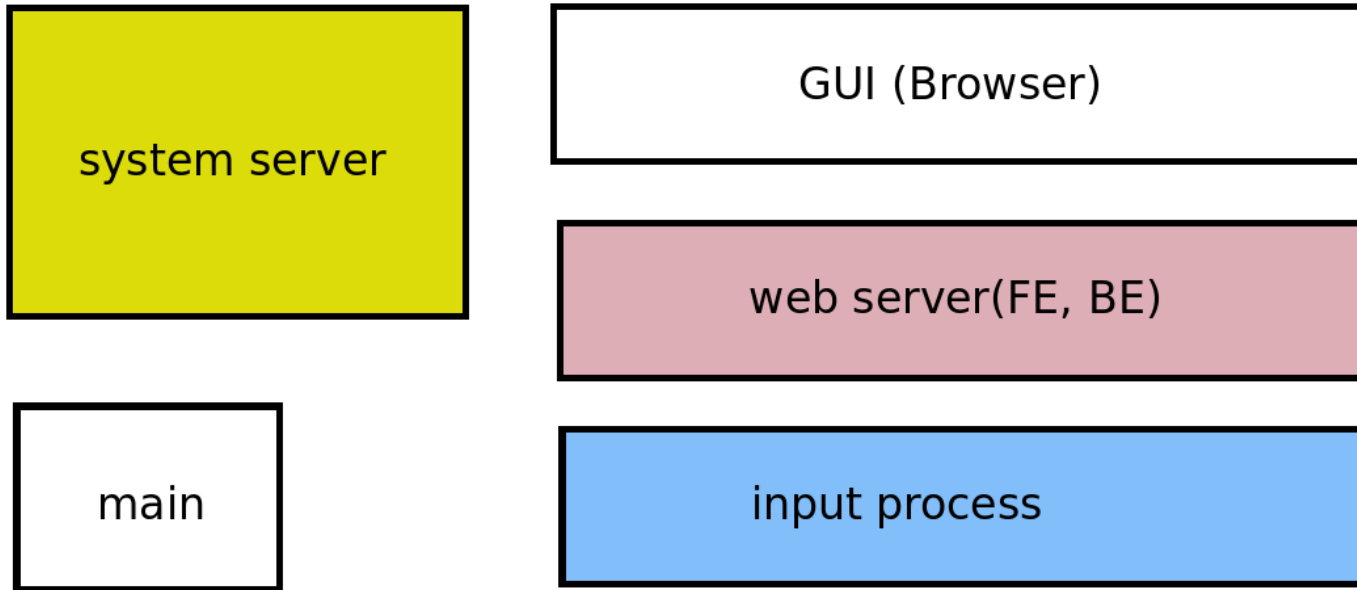 system server
GUI (Browser)
web server(FE, BE)
main
input process